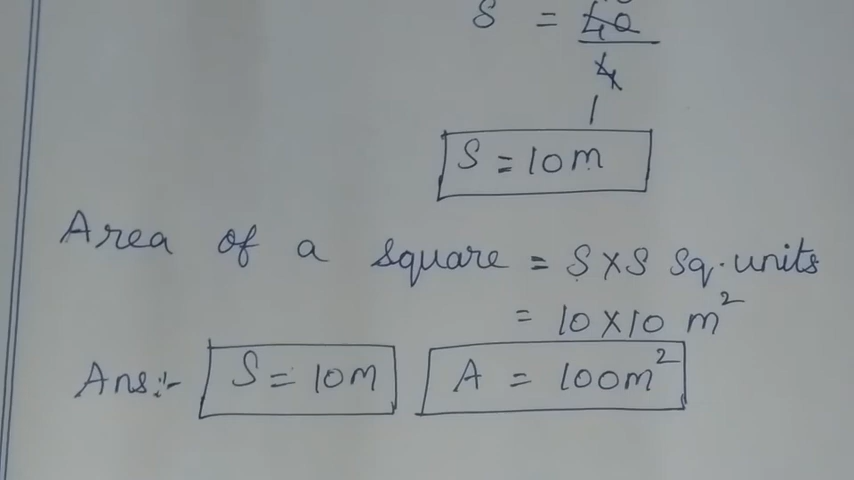 S = 40
4
1
S = 10m
Area of a square = S×S Sq.units
= 10×10 m²
Ans:- S = 10m A = 100m²